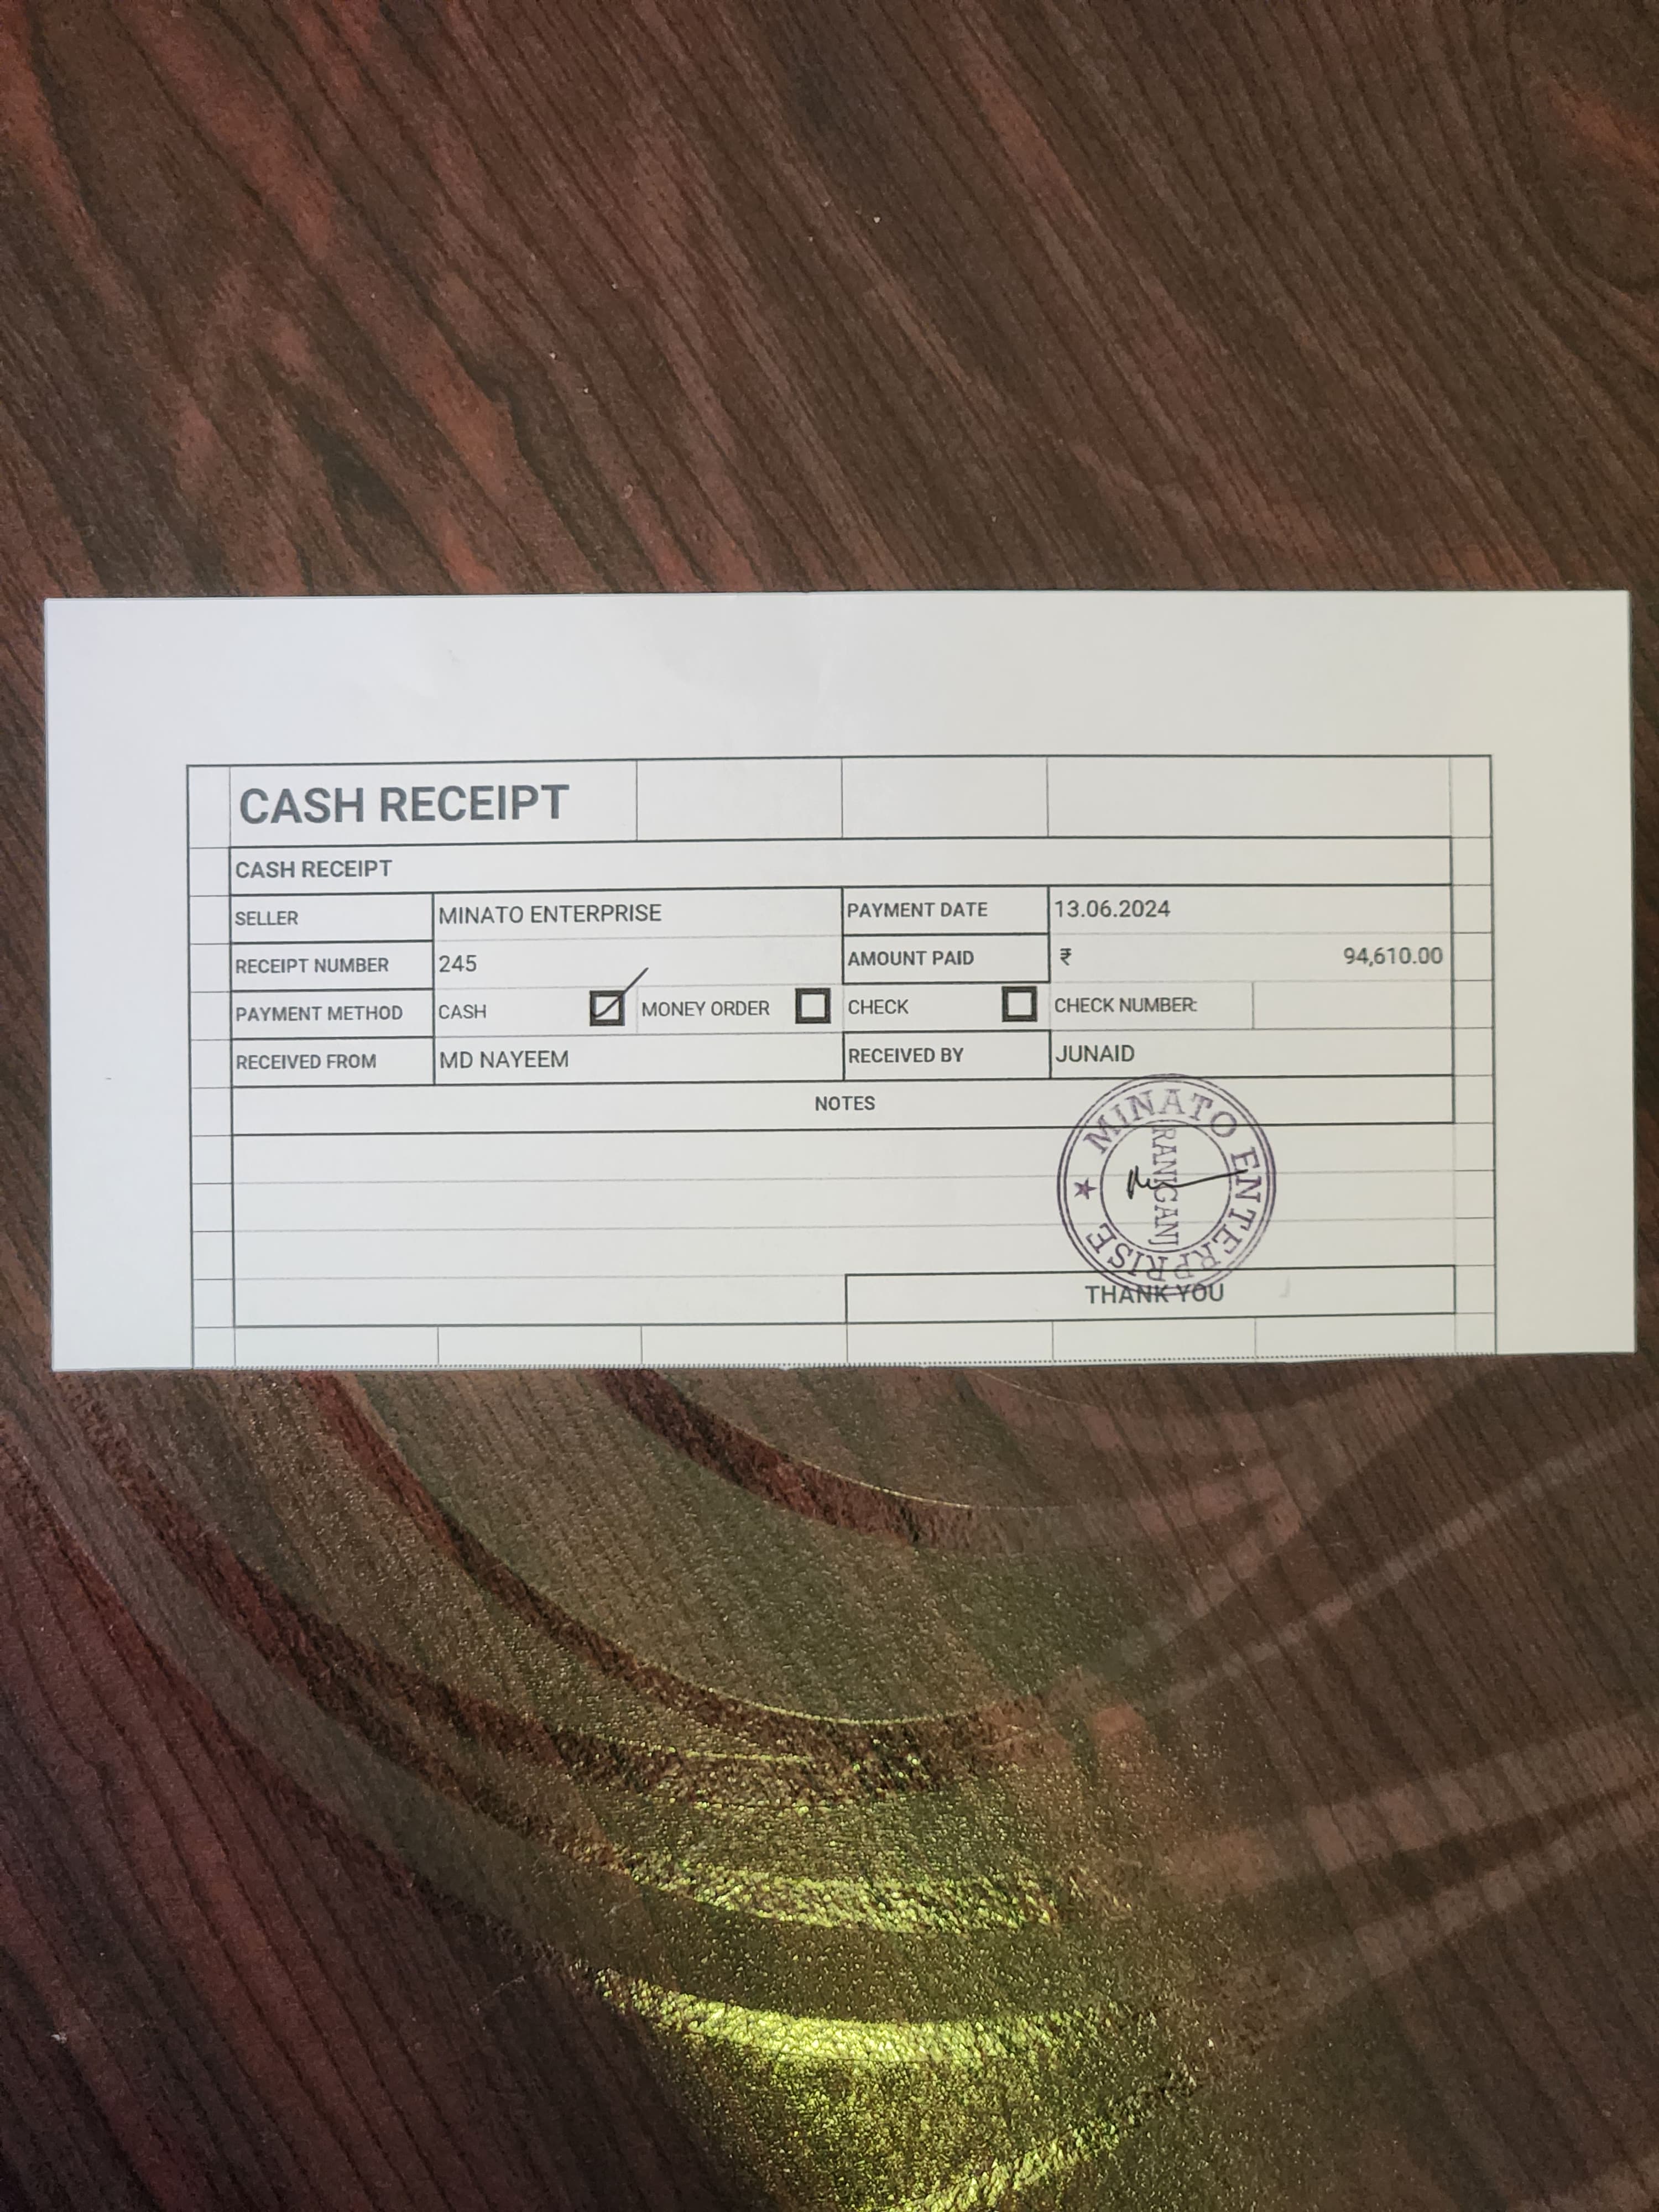 CASH RECEIPT
CASH RECEIPT
SELLER MINATO ENTERPRISE PAYMENT DATE 13.06.2024
RECEIPT NUMBER 245 AMOUNT PAID ₹ 94,610.00
PAYMENT METHOD CASH MONEY ORDER CHECK CHECK NUMBER:
RECEIVED FROM MD NAYEEM RECEIVED BY JUNAID
NOTES
MINATO ENTERPRISE
RANIGANJ
THANK YOU